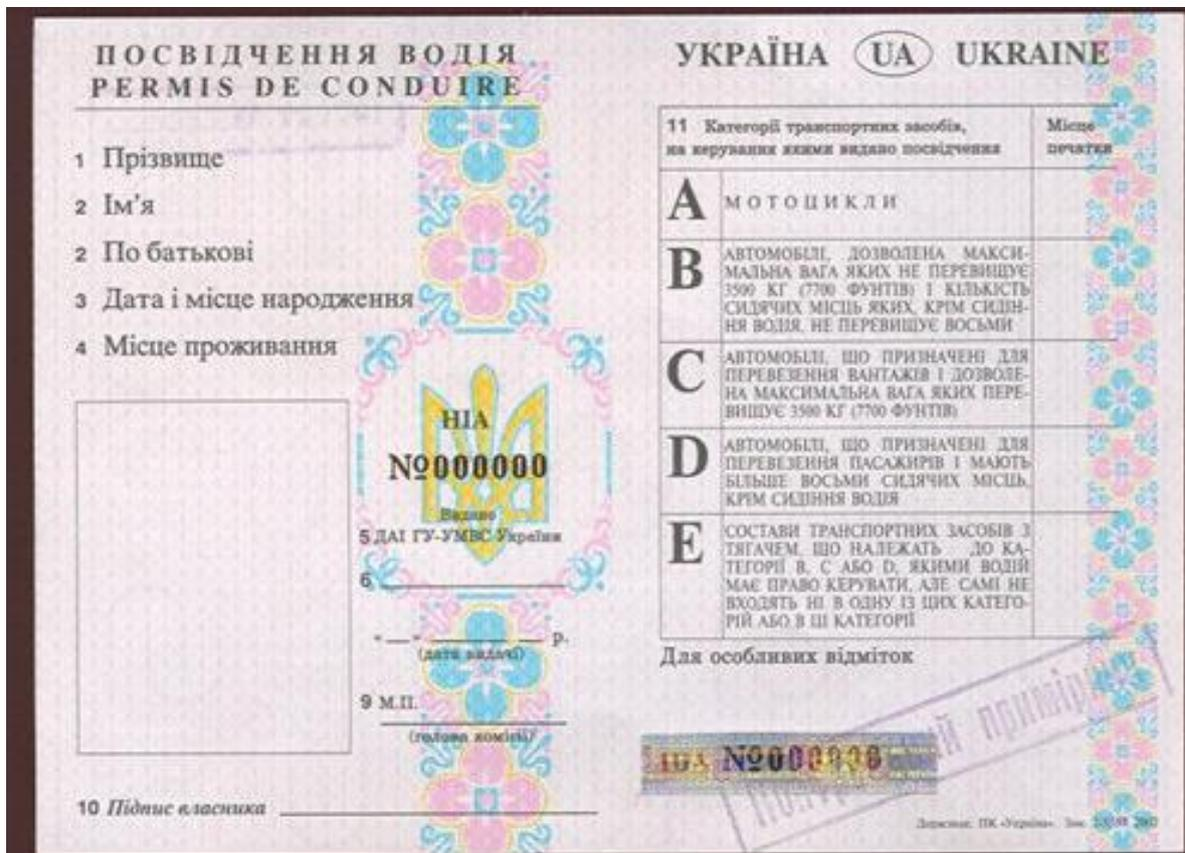 ПОСВІДЧЕННЯ ВОДІЯ
PERMIS DE CONDUIRE
1 Прізвище
2 Ім'я
2 По батькові
3 Дата і місце народження
4 Місце проживання
НІА
№000000
Видано
5 ДАІ ГУ-УМВС України
6
"__" ______ __ р.
(дата видачі)
9 М.П.
(голова комісії)
10 Підпис власника
УКРАЇНА UA UKRAINE
11 Категорії транспортних засобів,
на керування якими видано посвідчення
Місце
печатки
A МОТОЦИКЛИ
B АВТОМОБІЛІ, ДОЗВОЛЕНА МАКСИ-
МАЛЬНА ВАГА ЯКИХ НЕ ПЕРЕВИЩУЄ
3500 КГ (7700 ФУНТІВ) І КІЛЬКІСТЬ
СИДЯЧИХ МІСЦЬ ЯКИХ, КРІМ СИДІН-
НЯ ВОДІЯ, НЕ ПЕРЕВИЩУЄ ВОСЬМИ
C АВТОМОБІЛІ, ЩО ПРИЗНАЧЕНІ ДЛЯ
ПЕРЕВЕЗЕННЯ ВАНТАЖІВ І ДОЗВОЛЕ-
НА МАКСИМАЛЬНА ВАГА ЯКИХ ПЕРЕ-
ВИЩУЄ 3500 КГ (7700 ФУНТІВ)
D АВТОМОБІЛІ, ЩО ПРИЗНАЧЕНІ ДЛЯ
ПЕРЕВЕЗЕННЯ ПАСАЖИРІВ І МАЮТЬ
БІЛЬШЕ ВОСЬМИ СИДЯЧИХ МІСЦЬ,
КРІМ СИДІННЯ ВОДІЯ
E СОСТАВИ ТРАНСПОРТНИХ ЗАСОБІВ З
ТЯГАЧЕМ, ЩО НАЛЕЖАТЬ ДО КА-
ТЕГОРІЇ В, С АБО D, ЯКИМИ ВОДІЙ
МАЄ ПРАВО КЕРУВАТИ, АЛЕ САМІ НЕ
ВХОДЯТЬ НІ В ОДНУ ІЗ ЦИХ КАТЕГО-
РІЙ АБО В ЦІ КАТЕГОРІЇ
Для особливих відміток
№000000
ПК «Україна». Зам.